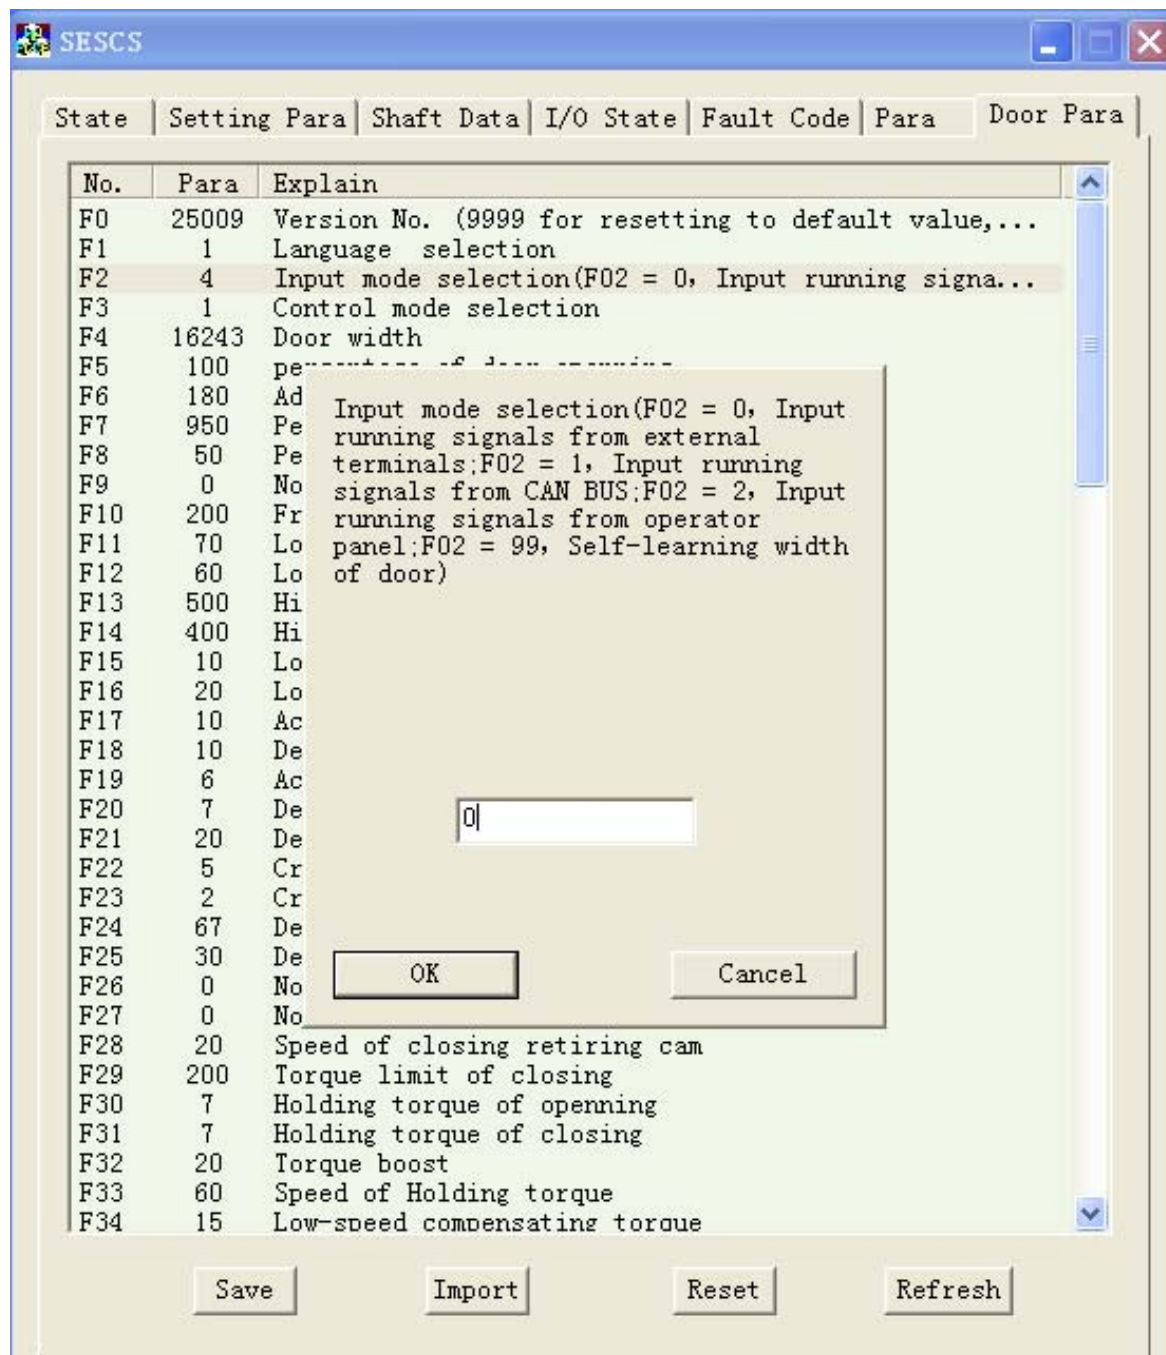 SESCS
State Setting Para Shaft Data I/O State Fault Code Para Door Para
No. Para Explain
F0 25009 Version No. (9999 for resetting to default value,...
F1 1 Language selection
F2 4 Input mode selection(F02 = 0, Input running signa...
F3 1 Control mode selection
F4 16243 Door width
F5 100
F6 180 Ad
F7 950 Pe
F8 50 Pe
F9 0 No
F10 200 Fr
F11 70 Lo
F12 60 Lo
F13 500 Hi
F14 400 Hi
F15 10 Lo
F16 20 Lo
F17 10 Ac
F18 10 De
F19 6 Ac
F20 7 De
F21 20 De
F22 5 Cr
F23 2 Cr
F24 67 De
F25 30 De
F26 0 No
F27 0 No
F28 20 Speed of closing retiring cam
F29 200 Torque limit of closing
F30 7 Holding torque of openning
F31 7 Holding torque of closing
F32 20 Torque boost
F33 60 Speed of Holding torque
F34 15 Low-speed compensating torque
Input mode selection(F02 = 0, Input
running signals from external
terminals;F02 = 1, Input running
signals from CAN BUS;F02 = 2, Input
running signals from operator
panel;F02 = 99, Self-learning width
of door)
0
OK Cancel
Save Import Reset Refresh